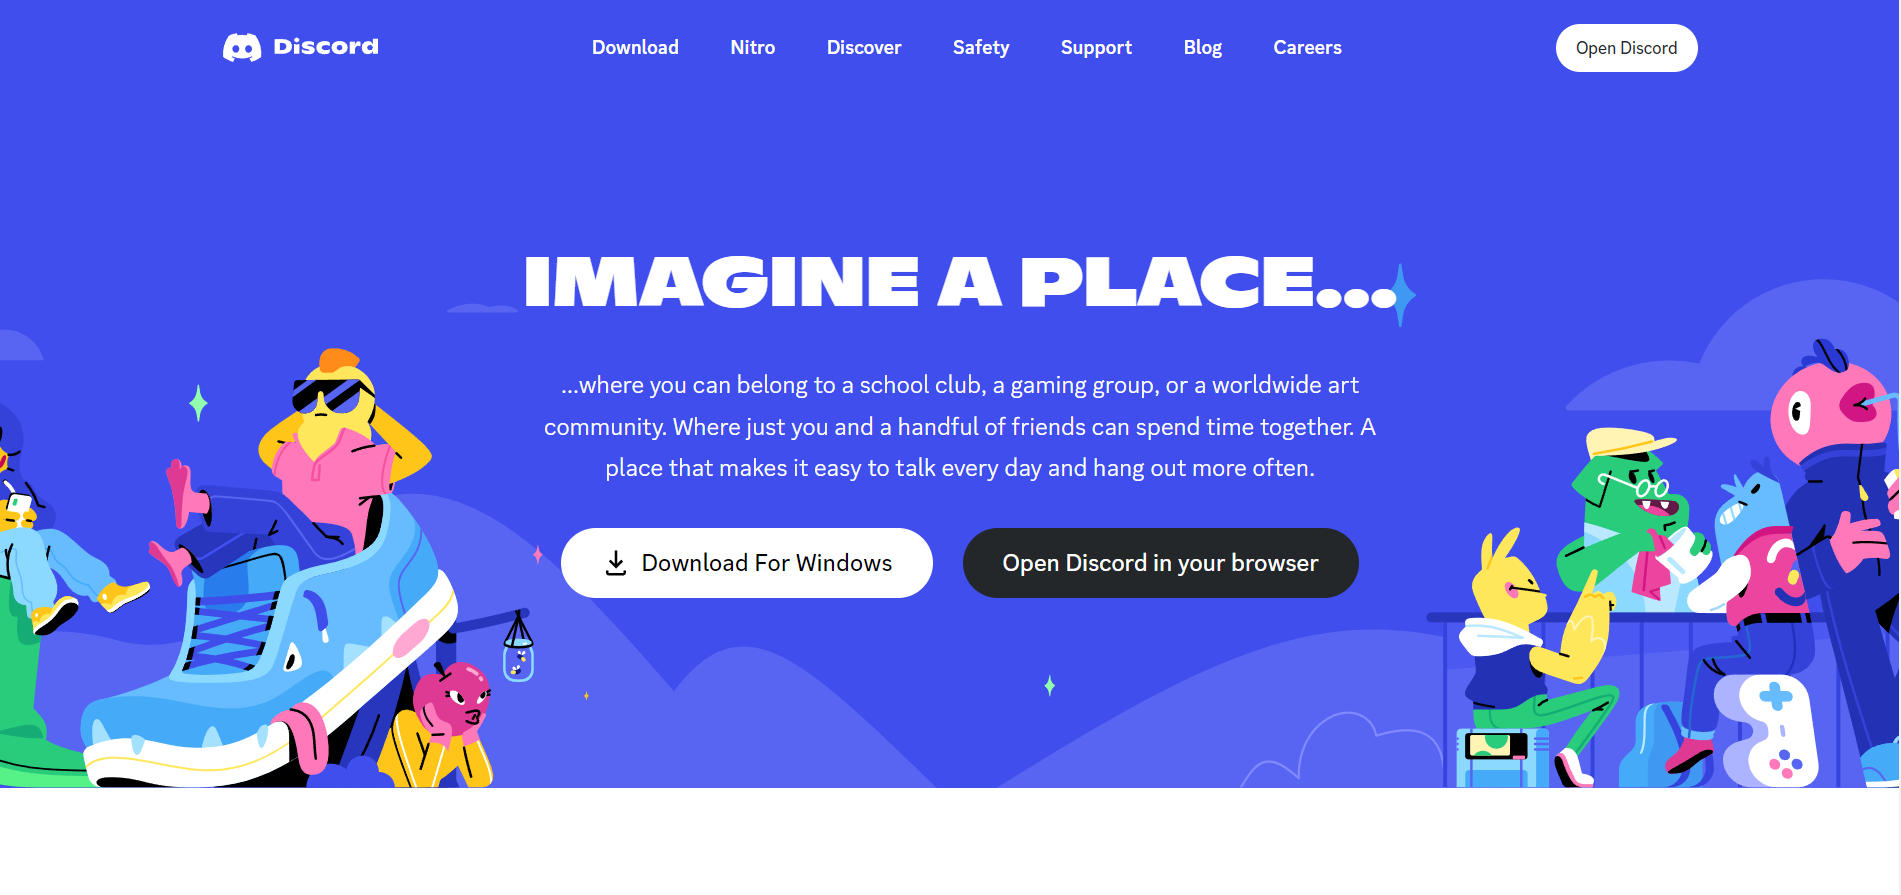 Discord
Download Nitro Discover Safety Support Blog Careers
Open Discord
IMAGINE A PLACE...
...where you can belong to a school club, a gaming group, or a worldwide art
community. Where just you and a handful of friends can spend time together. A
place that makes it easy to talk every day and hang out more often.
Download For Windows
Open Discord in your browser